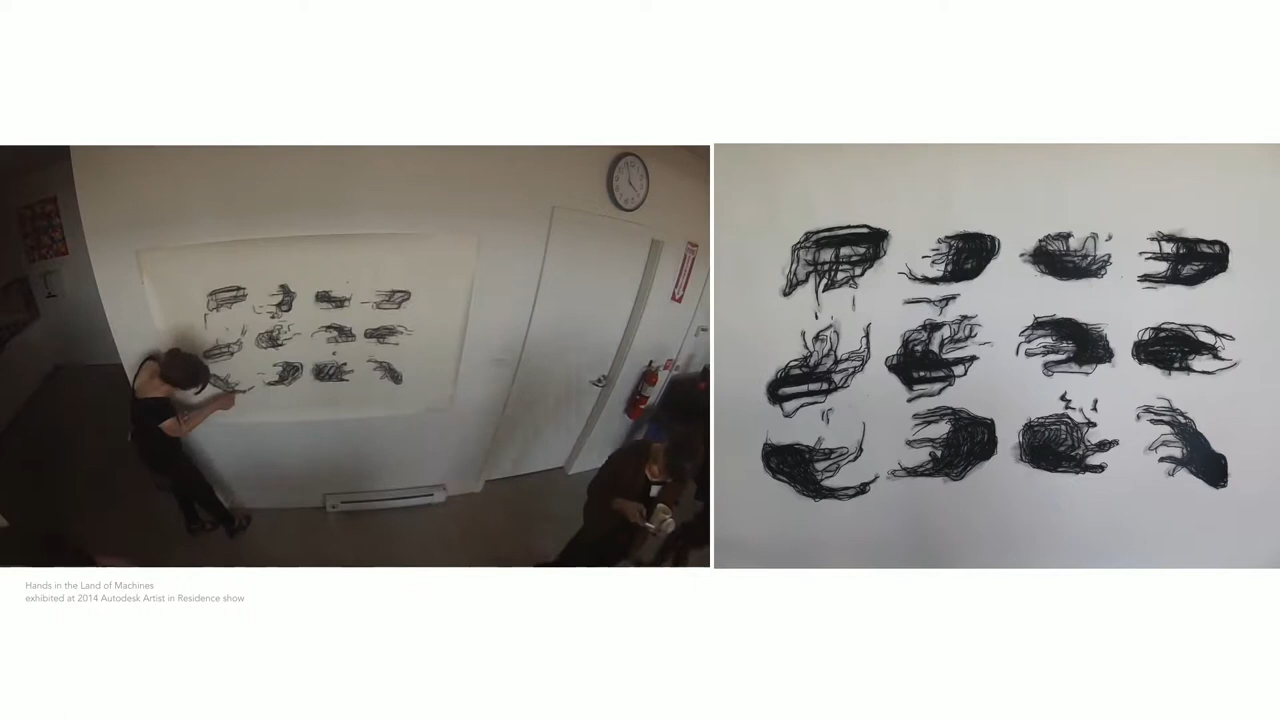 Hands in the Land of Machines
exhibited at 2014 Autodesk Artist in Residence show